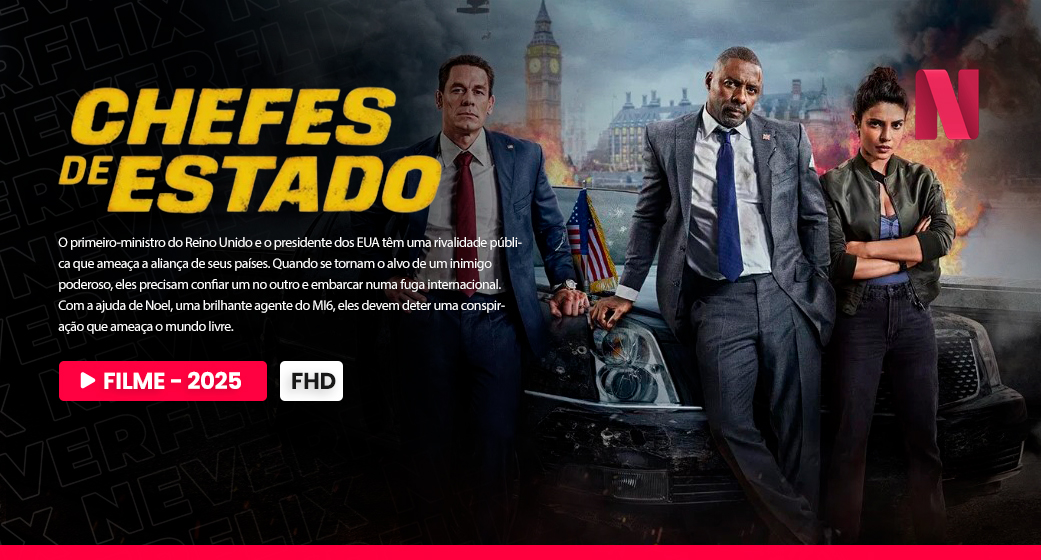 CHEFES
DE ESTADO
O primeiro-ministro do Reino Unido e o presidente dos EUA têm uma rivalidade públi-
ca que ameaça a aliança de seus países. Quando se tornam o alvo de um inimigo
poderoso, eles precisam confiar um no outro e embarcar numa fuga internacional.
Com a ajuda de Noel, uma brilhante agente do MI6, eles devem deter uma conspir-
ação que ameaça o mundo livre.
FILME - 2025 FHD
N
NEVERFLIX